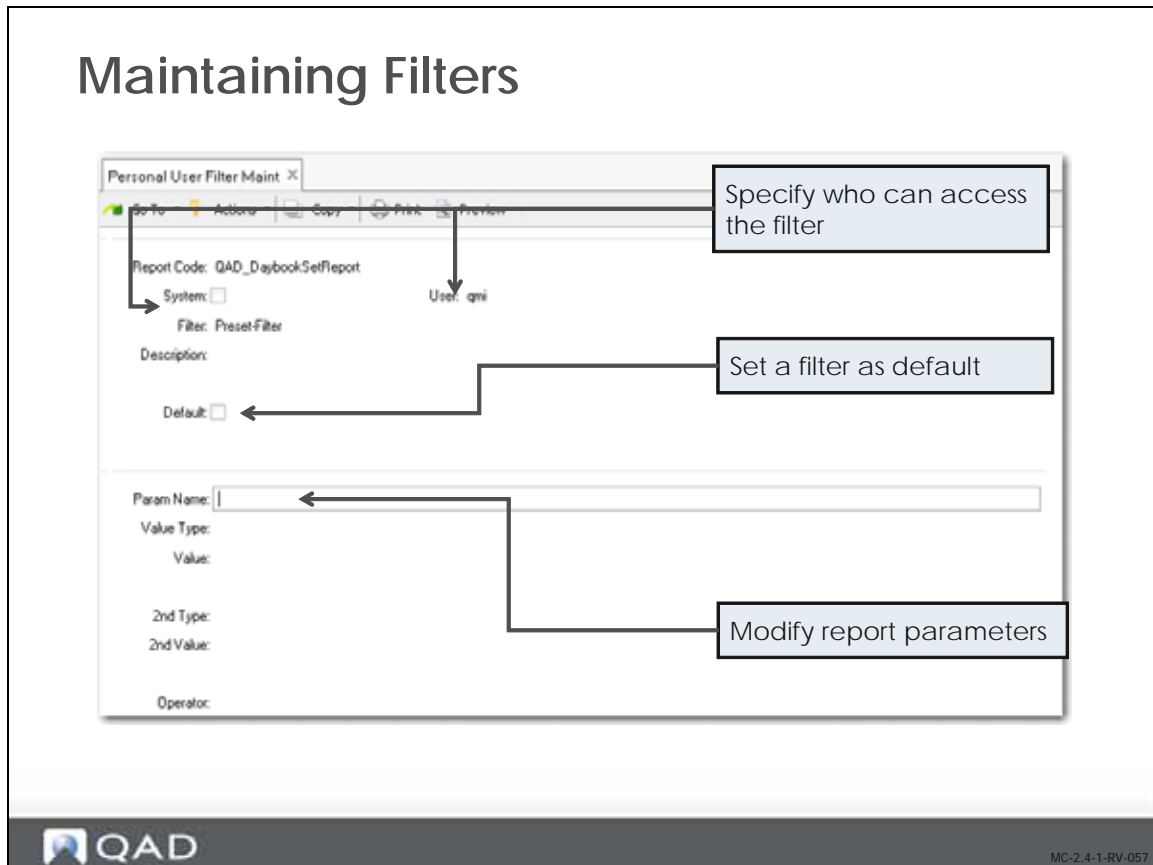 Maintaining Filters
Personal User Filter Maint
Go To Actions Copy Print Preview
Specify who can access
the filter
Report Code: QAD_DaybookSetReport
System: User: qmi
Filter: Preset-Filter
Description:
Set a filter as default
Default:
Param Name:
Value Type:
Value:
2nd Type:
2nd Value:
Modify report parameters
Operator:
QAD
MC-2.4-1-RV-057